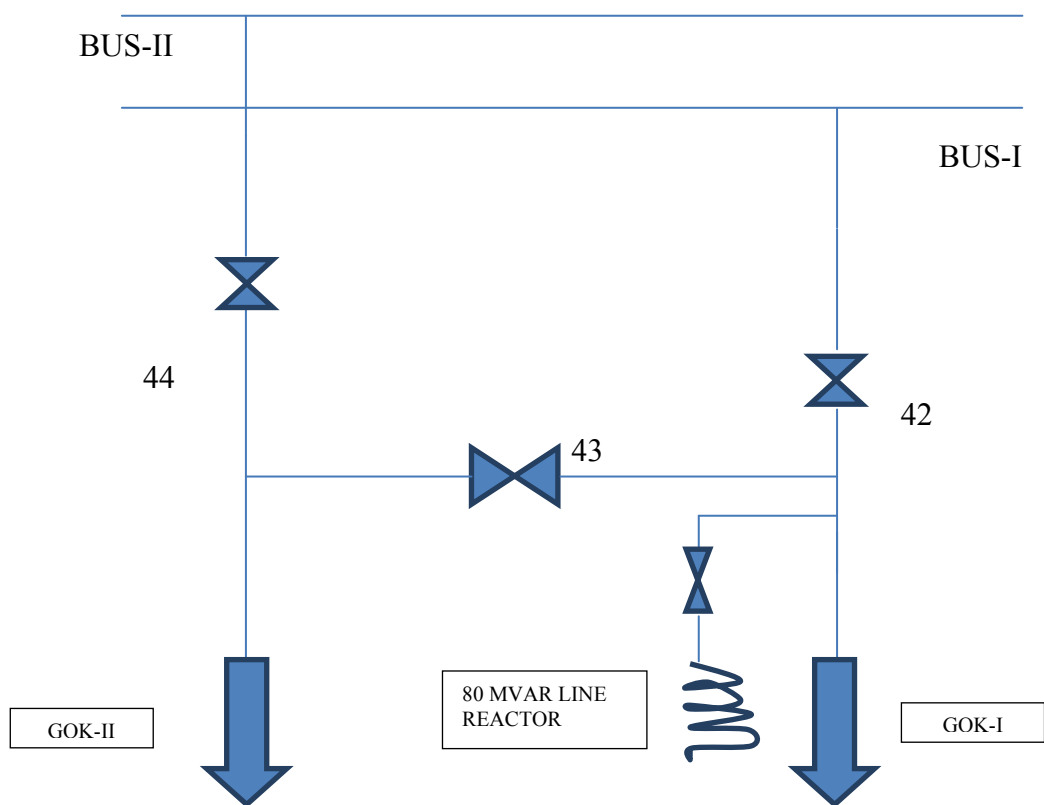 BUS-II
BUS-I
44
42
43
80 MVAR LINE
REACTOR
GOK-II
GOK-I